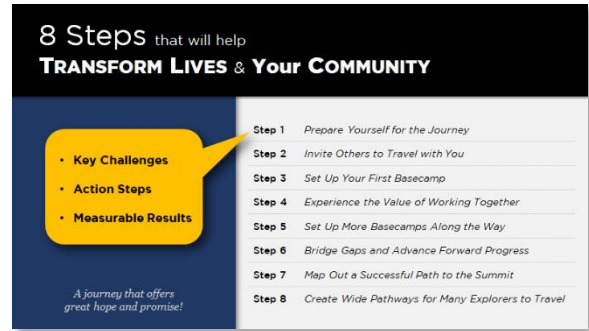 8 Steps that will help
TRANSFORM LIVES & Your COMMUNITY
• Key Challenges
• Action Steps
• Measurable Results
A journey that offers
great hope and promise!
Step 1 Prepare Yourself for the Journey
Step 2 Invite Others to Travel with You
Step 3 Set Up Your First Basecamp
Step 4 Experience the Value of Working Together
Step 5 Set Up More Basecamps Along the Way
Step 6 Bridge Gaps and Advance Forward Progress
Step 7 Map Out a Successful Path to the Summit
Step 8 Create Wide Pathways for Many Explorers to Travel